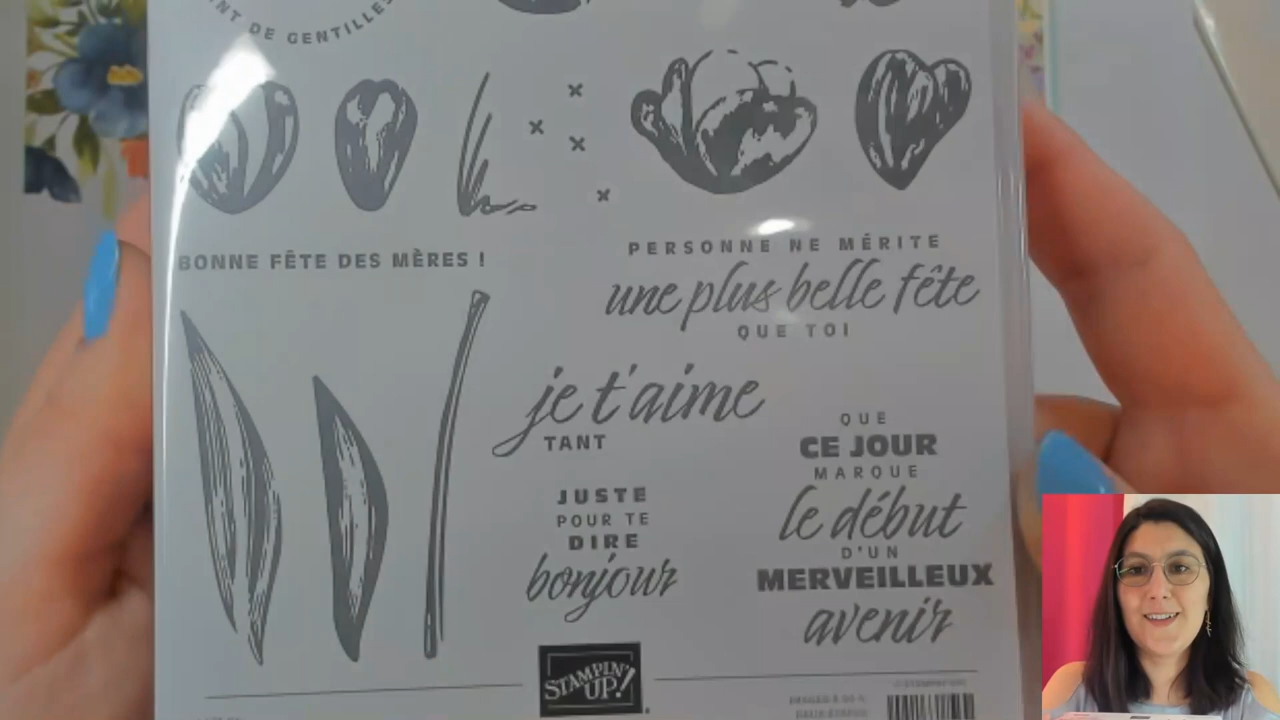 DE GENTILLES
BONNE FÊTE DES MÈRES !
PERSONNE NE MÉRITE
une plus belle fête
QUE TOI
je t'aime
TANT
JUSTE
POUR TE
DIRE
bonjour
QUE
CE JOUR
MARQUE
le début
D'UN
MERVEILLEUX
avenir
STAMPIN'
UP!